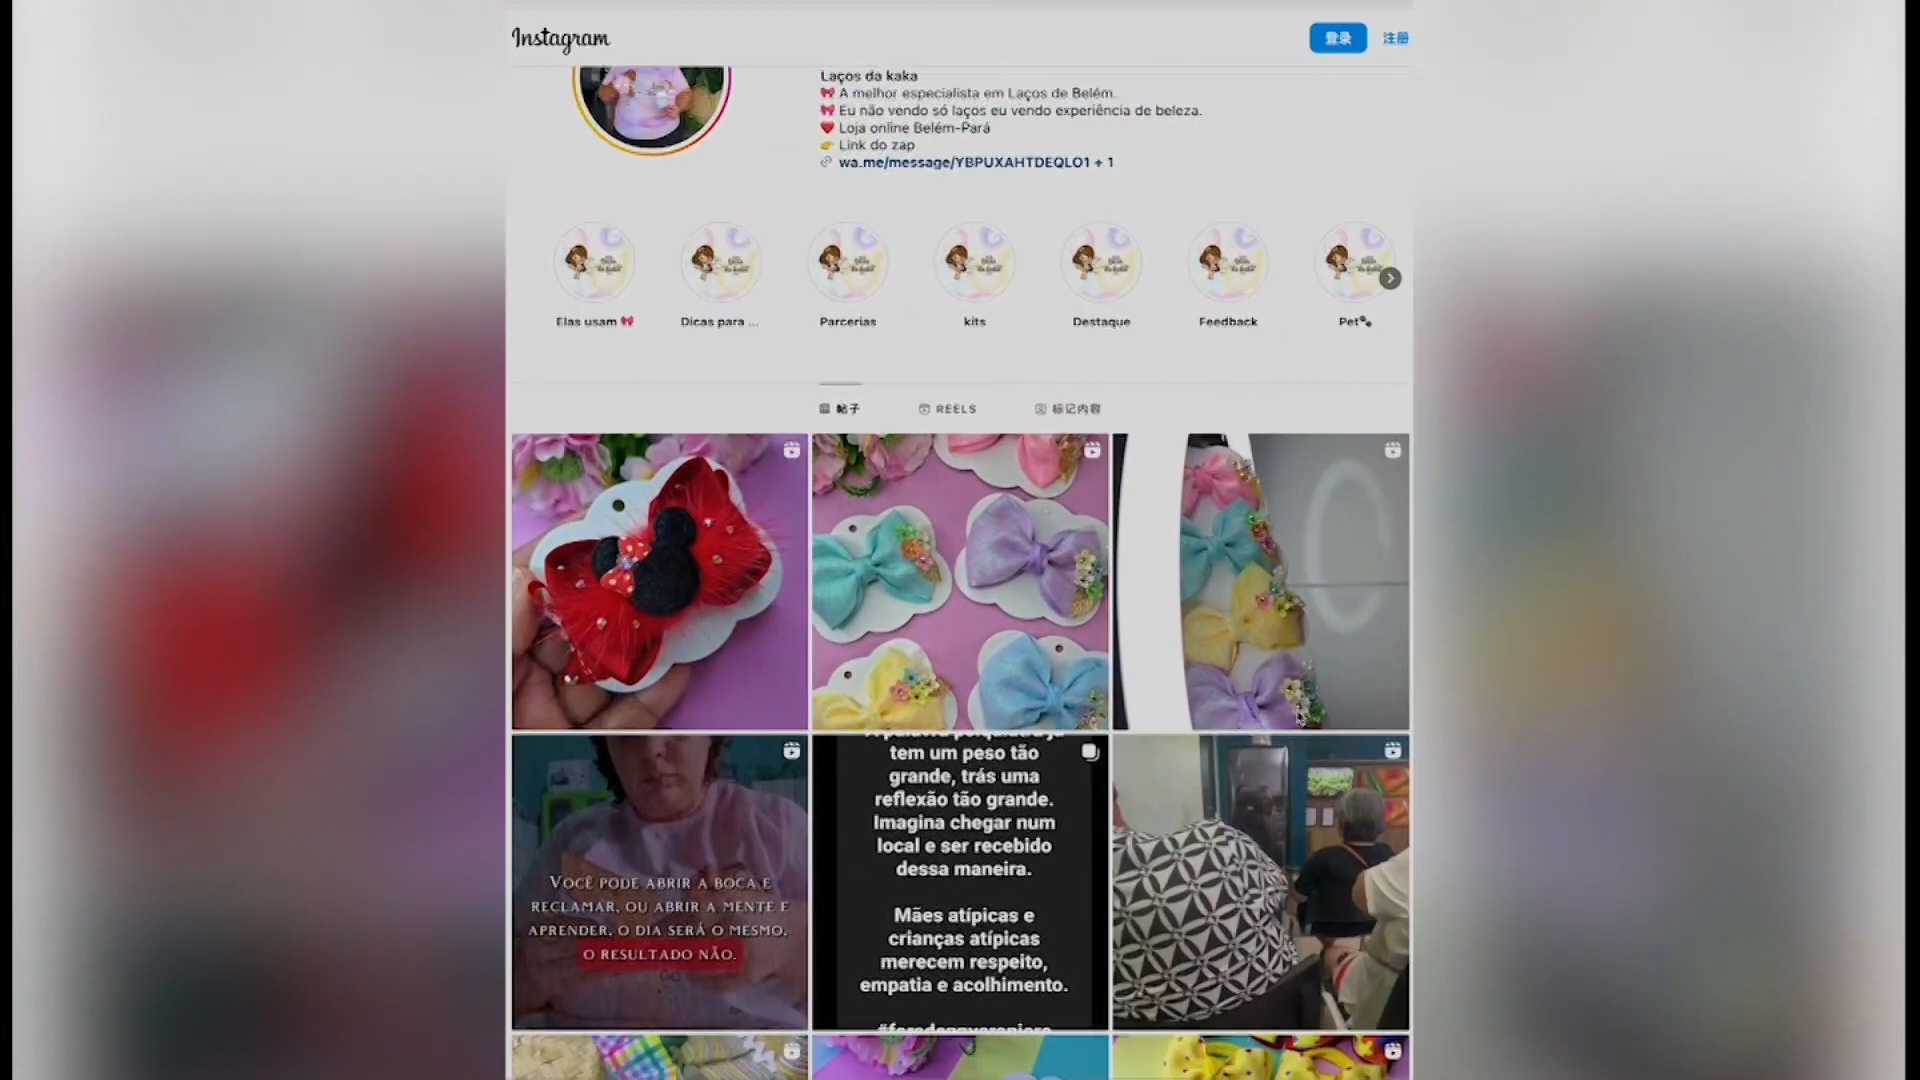 Instagram
登录
注册
Laços da kaka
🎀 A melhor especialista em Laços de Belém.
🎀 Eu não vendo só laços eu vendo experiência de beleza.
❤️ Loja online Belém-Pará
👉 Link do zap
wa.me/message/YBPUXAHTDEQLO1 + 1
Elas usam 🎀
Dicas para ...
Parcerias
kits
Destaque
Feedback
Pet🐾
帖子
REELS
标记内容
VOCÊ PODE ABRIR A BOCA E
RECLAMAR, OU ABRIR A MENTE E
APRENDER, O DIA SERÁ O MESMO,
O RESULTADO NÃO.
tem um peso tão
grande, trás uma
reflexão tão grande.
Imagina chegar num
local e ser recebido
dessa maneira.
Mães atípicas e
crianças atípicas
merecem respeito,
empatia e acolhimento.